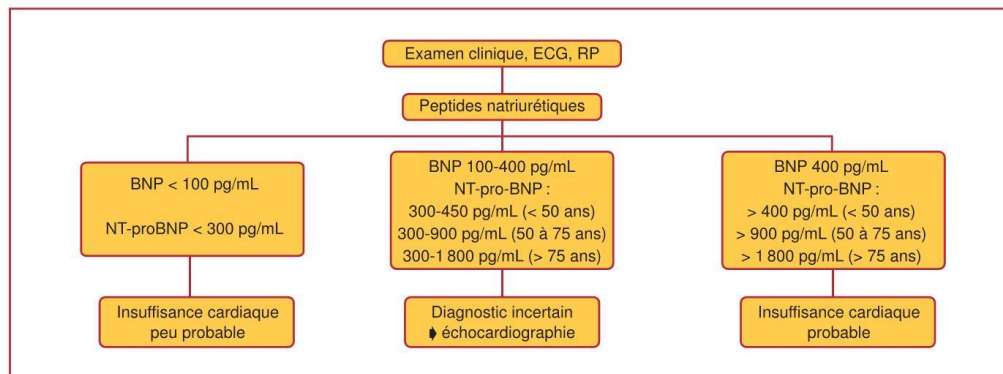 Examen clinique, ECG, RP
Peptides natriurétiques
BNP < 100 pg/mL
NT-proBNP < 300 pg/mL
BNP 100-400 pg/mL
NT-pro-BNP :
300-450 pg/mL (< 50 ans)
300-900 pg/mL (50 à 75 ans)
300-1 800 pg/mL (> 75 ans)
BNP 400 pg/mL
NT-pro-BNP :
> 400 pg/mL (< 50 ans)
> 900 pg/mL (50 à 75 ans)
> 1 800 pg/mL (> 75 ans)
Insuffisance cardiaque
peu probable
Diagnostic incertain
➧ échocardiographie
Insuffisance cardiaque
probable